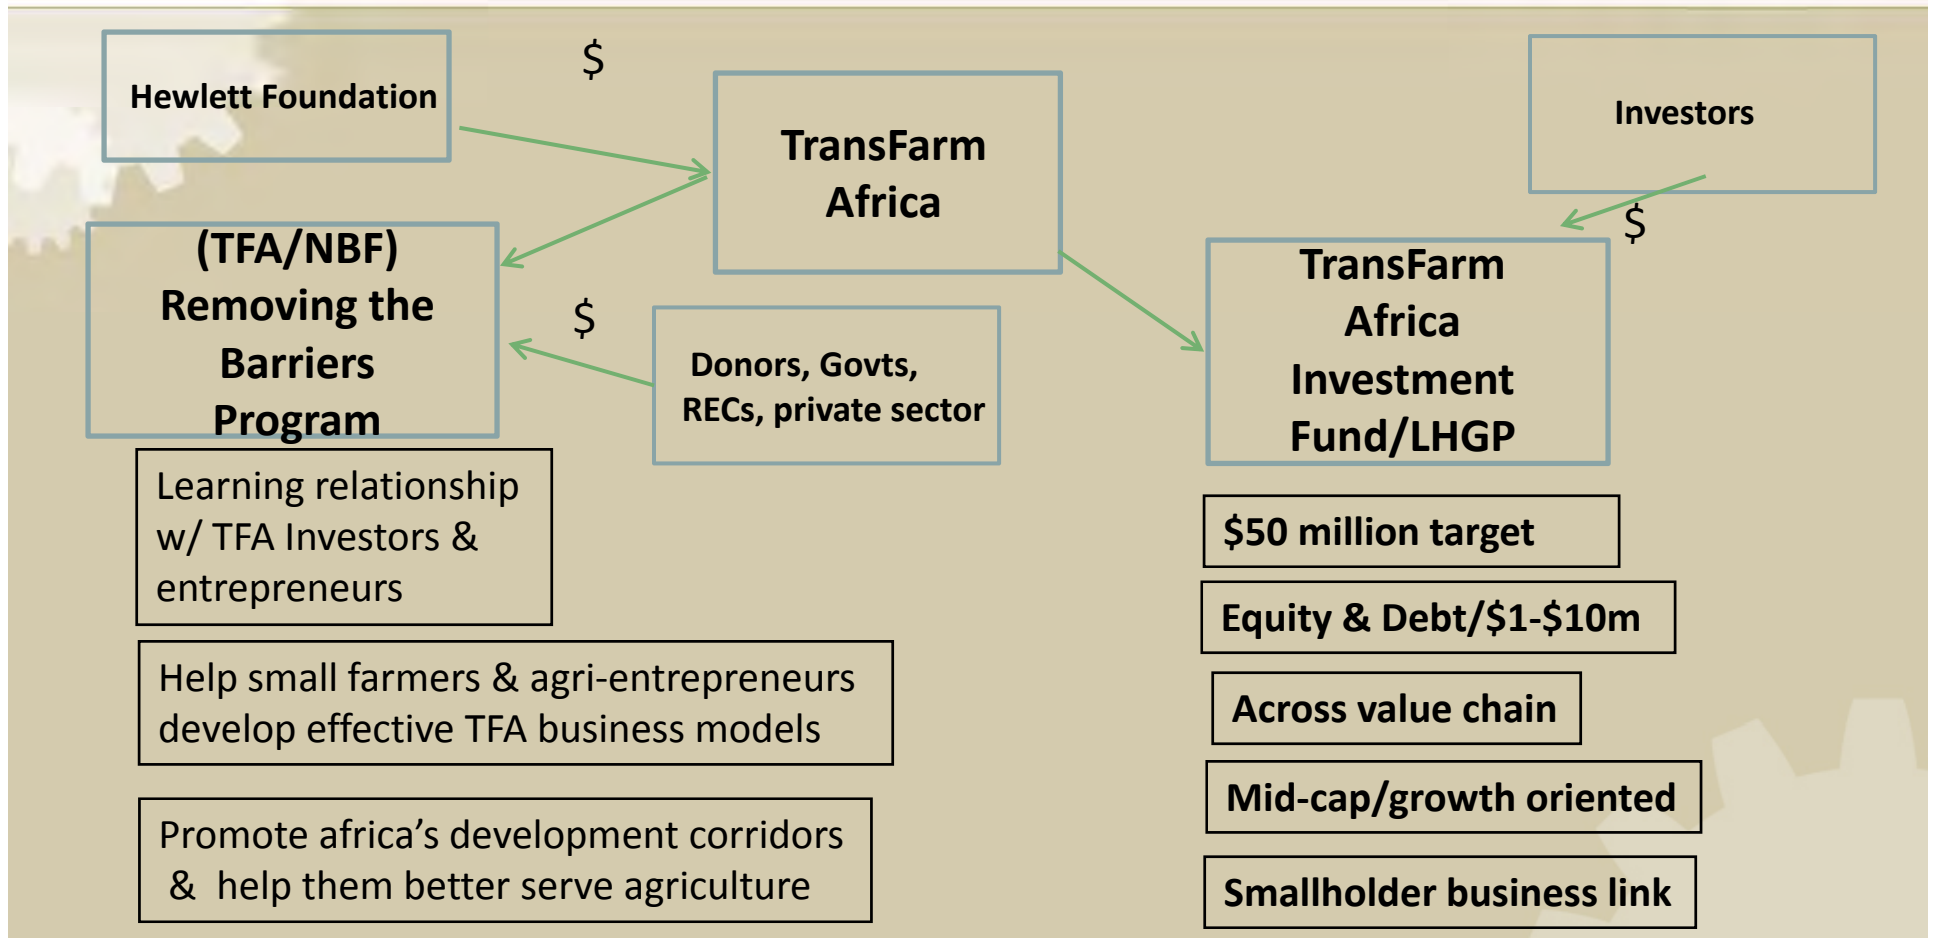 Hewlett Foundation
$
TransFarm
Africa
Investors
$
(TFA/NBF)
Removing the
Barriers
Program
$
Donors, Govts,
RECs, private sector
TransFarm
Africa
Investment
Fund/LHGP
Learning relationship
w/ TFA Investors &
entrepreneurs
Help small farmers & agri-entrepreneurs
develop effective TFA business models
Promote africa’s development corridors
& help them better serve agriculture
$50 million target
Equity & Debt/$1-$10m
Across value chain
Mid-cap/growth oriented
Smallholder business link